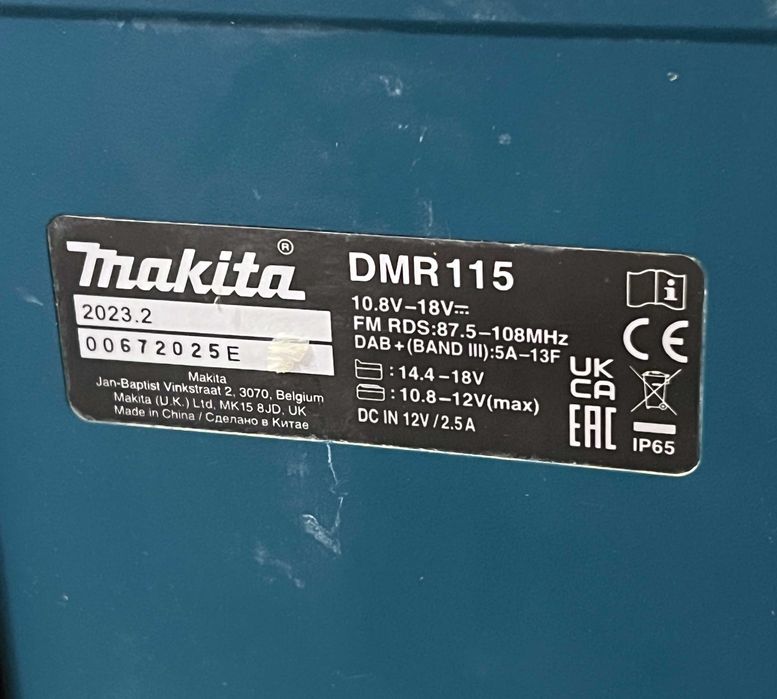 makita®
2023.2
00672025E
Makita
Jan-Baptist Vinkstraat 2, 3070, Belgium
Makita (U.K.) Ltd, MK15 8JD, UK
Made in China / Сделано в Китае
DMR115
10.8V–18V⎓
FM RDS:87.5–108MHz
DAB+(BAND III):5A–13F
:14.4–18V
:10.8–12V(max)
DC IN 12V/2.5A
i
CE
UK
CA
EAC
IP65